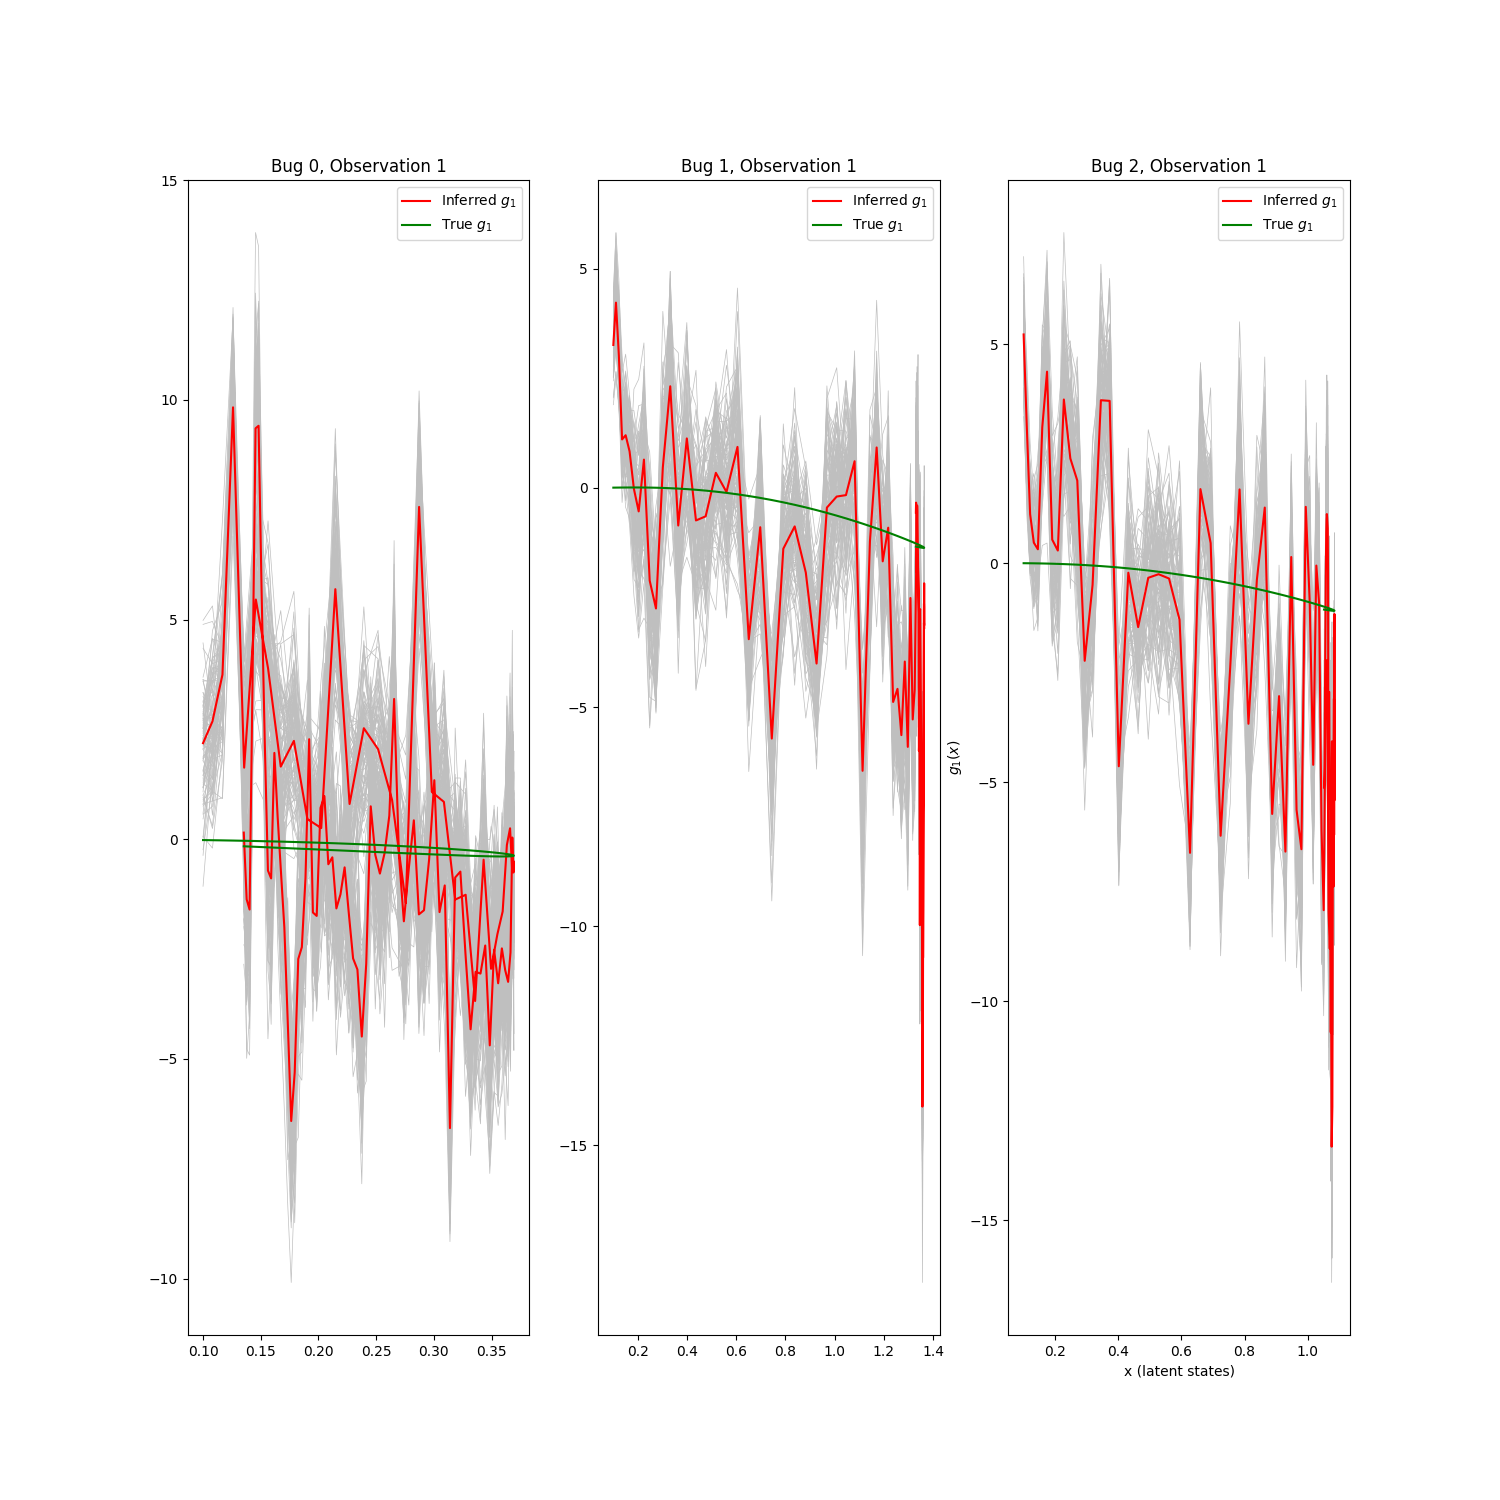 Bug 0, Observation 1
Inferred g₁
True g₁
15
10
5
0
−5
−10
0.10 0.15 0.20 0.25 0.30 0.35
Bug 1, Observation 1
Inferred g₁
True g₁
5
0
−5
−10
−15
0.2 0.4 0.6 0.8 1.0 1.2 1.4
Bug 2, Observation 1
Inferred g₁
True g₁
g₁(x)
5
0
−5
−10
−15
0.2 0.4 0.6 0.8 1.0
x (latent states)